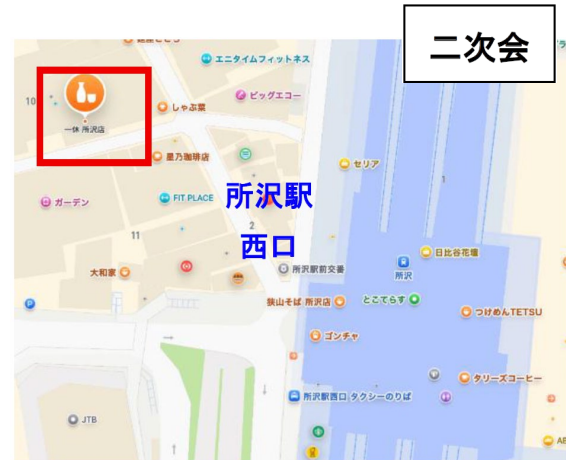 二次会
エニタイムフィットネス
ビッグエコー
10
しゃぶ葉
一休 所沢店
星乃珈琲店
セリア
1
ガーデン
FIT PLACE
所沢駅
2
西口
11
大和家
所沢駅前交番
所沢
日比谷花壇
P
狭山そば 所沢店
とこてらす
つけめんTETSU
ゴンチャ
タリーズコーヒー
所沢駅西口 タクシーのりば
JTB
1